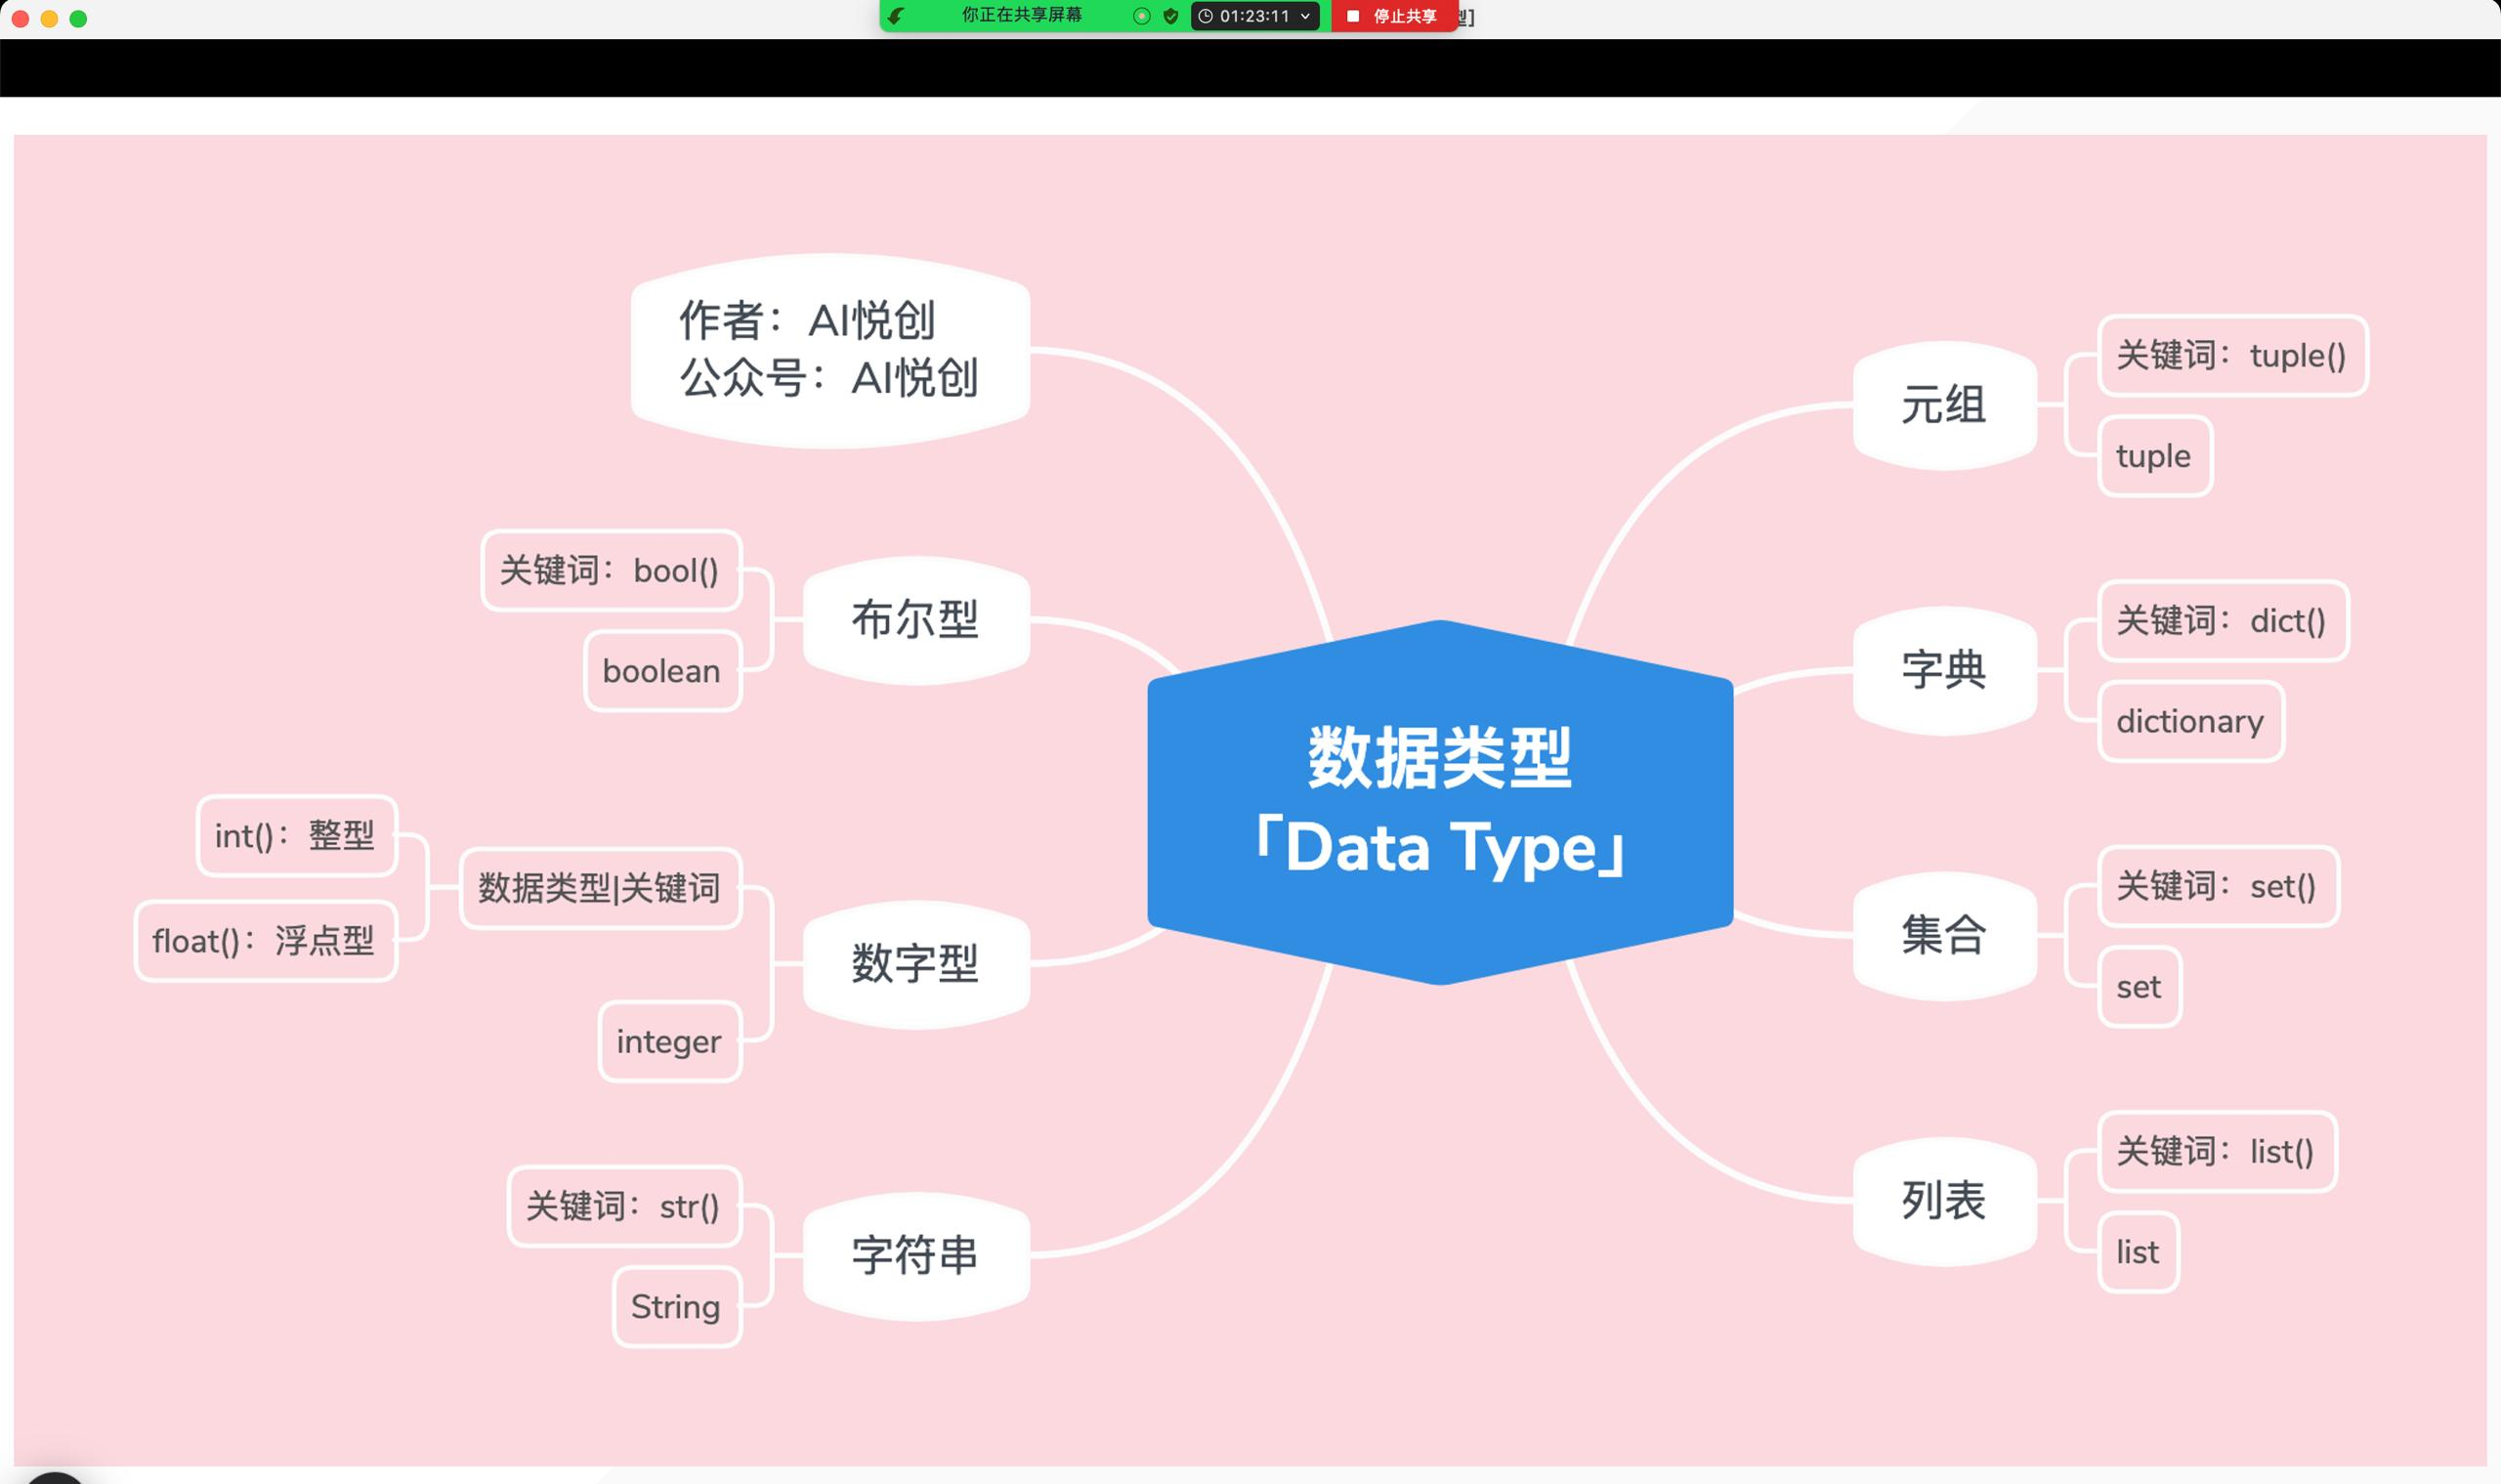 你正在共享屏幕
01:23:11
停止共享
型]
作者：AI悦创
公众号：AI悦创
关键词：bool()
布尔型
boolean
int()：整型
数据类型|关键词
float()：浮点型
数字型
integer
关键词：str()
字符串
String
数据类型
「Data Type」
关键词：tuple()
元组
tuple
关键词：dict()
字典
dictionary
关键词：set()
集合
set
关键词：list()
列表
list